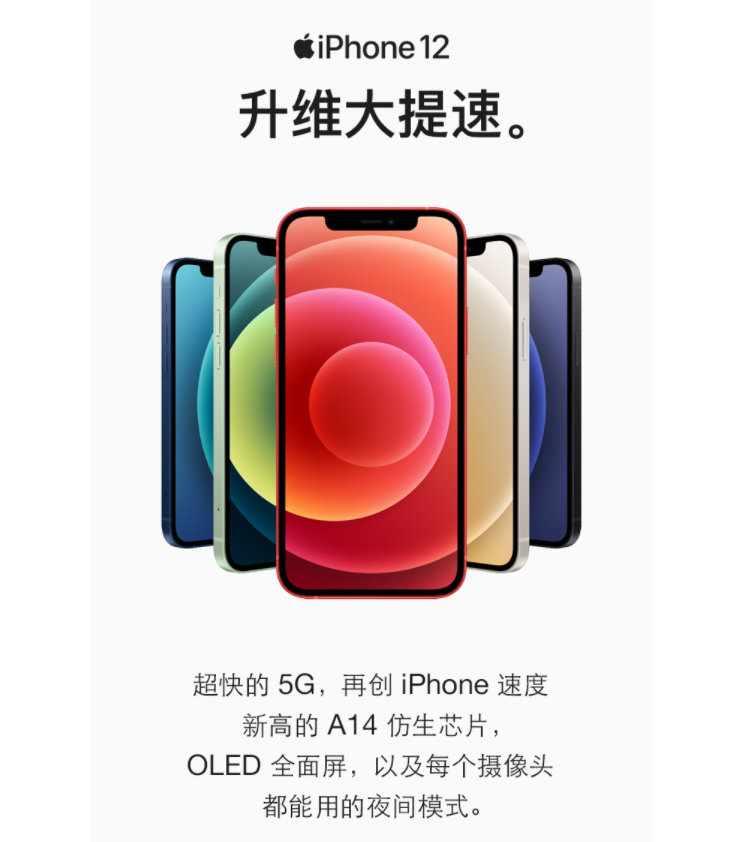 iPhone 12
升维大提速。
超快的 5G，再创 iPhone 速度
新高的 A14 仿生芯片，
OLED 全面屏，以及每个摄像头
都能用的夜间模式。